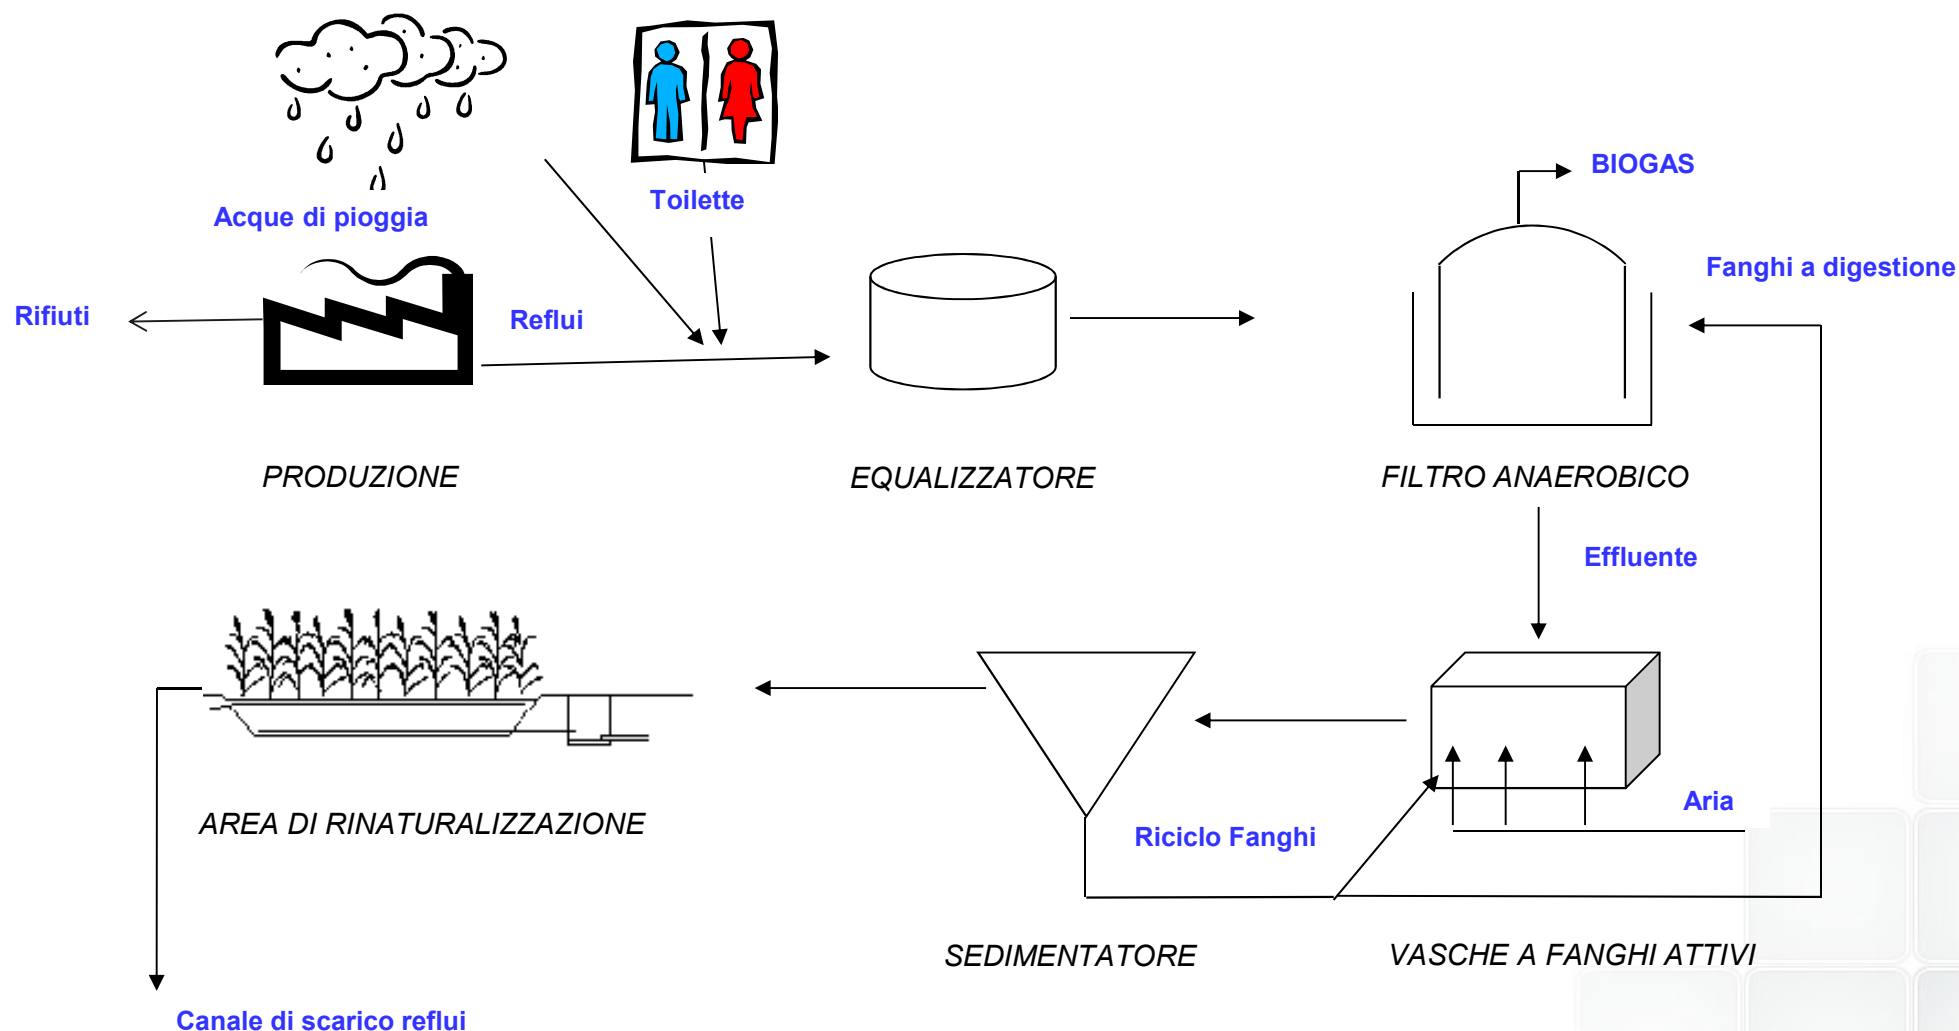 BIOGAS
Toilette
Acque di pioggia
Fanghi a digestione
Rifiuti
Reflui
PRODUZIONE
EQUALIZZATORE
FILTRO ANAEROBICO
Effluente
Aria
AREA DI RINATURALIZZAZIONE
Riciclo Fanghi
SEDIMENTATORE
VASCHE A FANGHI ATTIVI
Canale di scarico reflui